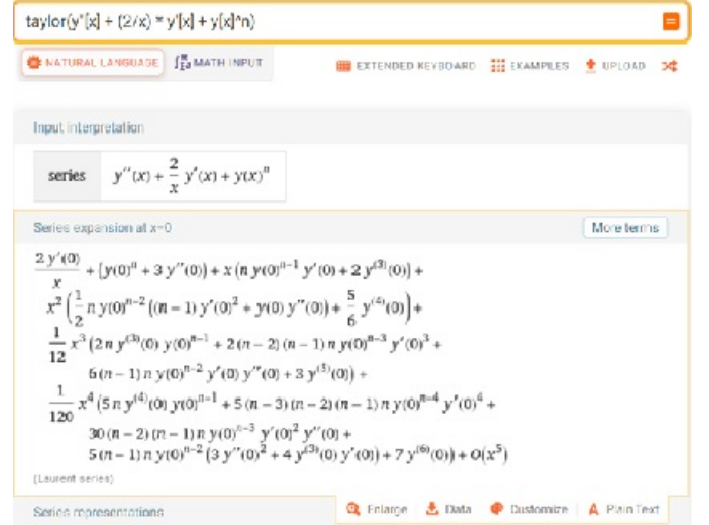 taylor(y''[x] + (2/x) * y'[x] + y[x]^n)
NATURAL LANGUAGE MATH INPUT EXTENDED KEYBOARD EXAMPLES UPLOAD
Input interpretation
series y''(x) + 2/x y'(x) + y(x)^n
Series expansion at x=0 More terms
2 y'(0)/x + (y(0)^n + 3 y''(0)) + x (n y(0)^(n-1) y'(0) + 2 y^(3)(0)) +
x^2 (1/2 n y(0)^(n-2) ((n - 1) y'(0)^2 + y(0) y''(0)) + 5/6 y^(4)(0)) +
1/12 x^3 (2 n y^(3)(0) y(0)^(n-1) + 2 (n - 2) (n - 1) n y(0)^(n-3) y'(0)^3 +
6 (n - 1) n y(0)^(n-2) y'(0) y''(0) + 3 y^(5)(0)) +
1/120 x^4 (5 n y^(4)(0) y(0)^(n-1) + 5 (n - 3) (n - 2) (n - 1) n y(0)^(n-4) y'(0)^4 +
30 (n - 2) (n - 1) n y(0)^(n-3) y'(0)^2 y''(0) +
5 (n - 1) n y(0)^(n-2) (3 y''(0)^2 + 4 y^(3)(0) y'(0)) + 7 y^(6)(0)) + O(x^5)
(Laurent series)
Series representations Enlarge Data Customize Plain Text